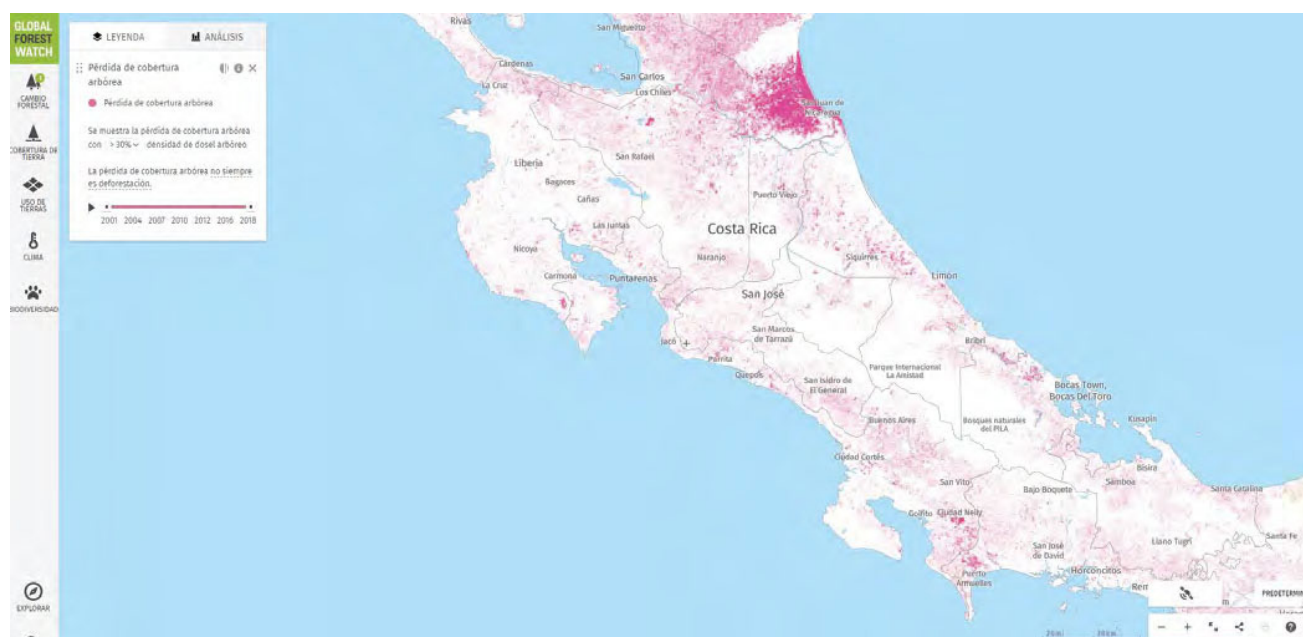 GLOBAL
FOREST
WATCH
LEYENDA
ANÁLISIS
Pérdida de cobertura
arbórea
Pérdida de cobertura arbórea
Se muestra la pérdida de cobertura arbórea
con > 30% densidad de dosel arbóreo
La pérdida de cobertura arbórea no siempre
es deforestación.
2001 2004 2007 2010 2012 2016 2018
CAMBIO
FORESTAL
COBERTURA DE
TIERRA
USO DE
TIERRAS
CLIMA
BIODIVERSIDAD
EXPLORAR
Rivas
San Miguelito
Cárdenas
La Cruz
San Carlos
Los Chiles
San Juan de
Liberia
San Rafael
Bagaces
Cañas
Puerto Viejo
Las Juntas
Costa Rica
Nicoya
Naranjo
Siquirres
Carmona
Puntarenas
Limón
San José
San Marcos
de Tarrazú
Jacó
Parrita
Bribri
Quepos
San Isidro de
El General
Parque Internacional
La Amistad
Bocas Town,
Bocas Del Toro
Buenos Aires
Bosques naturales
del PILA
Kusapín
Ciudad Cortés
Bisira
San Vito
Bajo Boquete
Samboa
Santa Catalina
Golfito
Ciudad Neily
San José
de David
Llano Tugrí
Santa Fe
Puerto
Armuelles
Horconcitos
Rem
PREDETERMIN